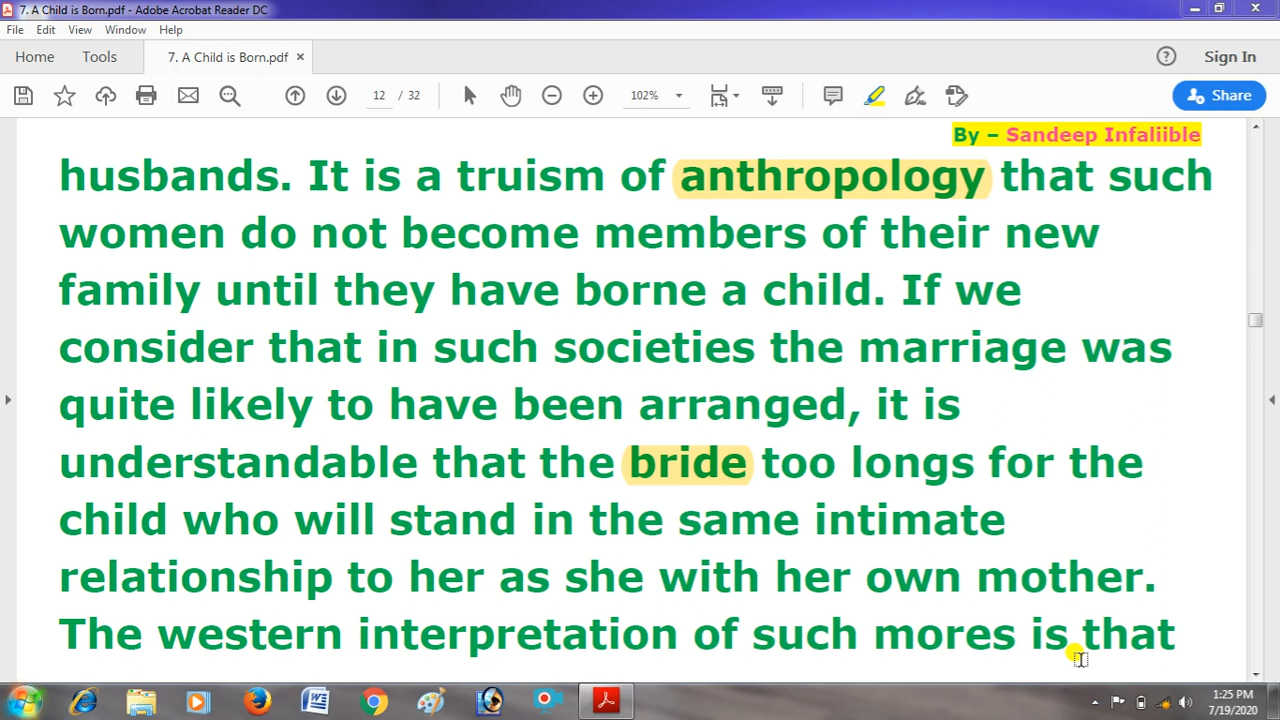 7. A Child is Born.pdf - Adobe Acrobat Reader DC
File Edit View Window Help
Home Tools 7. A Child is Born.pdf × Sign In
12 / 32 102% Share
By – Sandeep Infaliible
husbands. It is a truism of anthropology that such
women do not become members of their new
family until they have borne a child. If we
consider that in such societies the marriage was
quite likely to have been arranged, it is
understandable that the bride too longs for the
child who will stand in the same intimate
relationship to her as she with her own mother.
The western interpretation of such mores is that
1:25 PM
7/19/2020